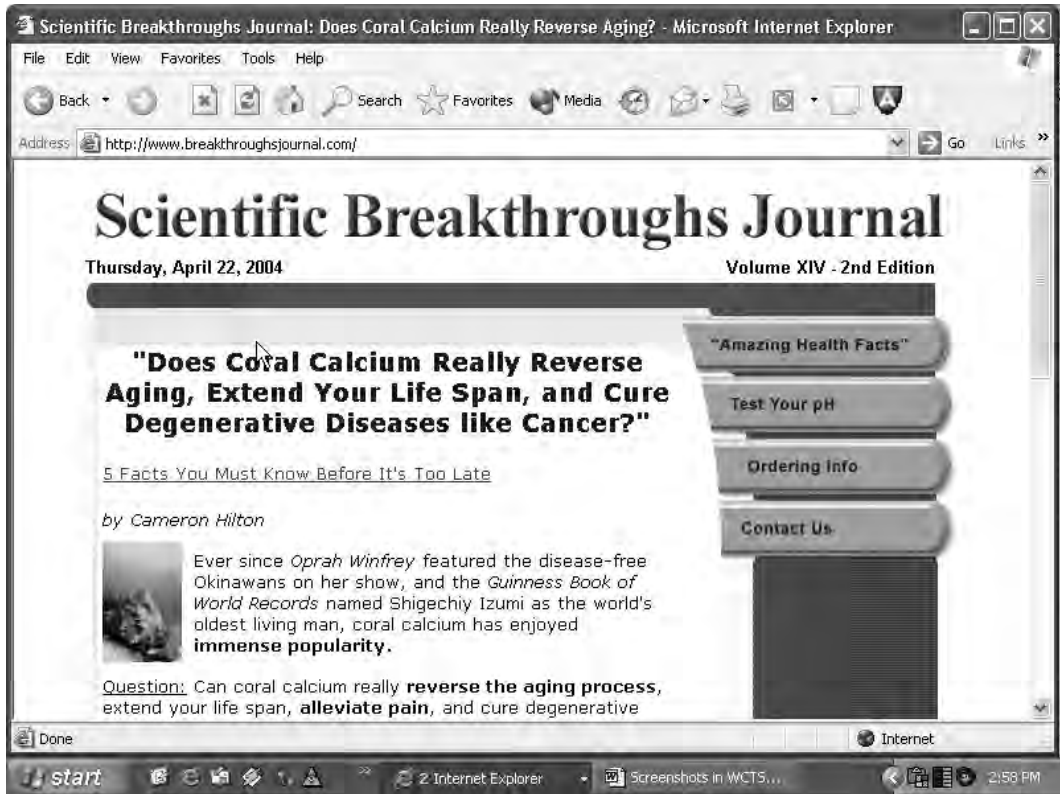 Scientific Breakthroughs Journal: Does Coral Calcium Really Reverse Aging? - Microsoft Internet Explorer
File Edit View Favorites Tools Help
Back Search Favorites Media
Address http://www.breakthroughsjournal.com/ Go Links »
Scientific Breakthroughs Journal
Thursday, April 22, 2004 Volume XIV - 2nd Edition
"Amazing Health Facts"
Test Your pH
Ordering Info
Contact Us
"Does Coral Calcium Really Reverse
Aging, Extend Your Life Span, and Cure
Degenerative Diseases like Cancer?"
5 Facts You Must Know Before It's Too Late
by Cameron Hilton
Ever since Oprah Winfrey featured the disease-free
Okinawans on her show, and the Guinness Book of
World Records named Shigechiy Izumi as the world's
oldest living man, coral calcium has enjoyed
immense popularity.
Question: Can coral calcium really reverse the aging process,
extend your life span, alleviate pain, and cure degenerative
Done Internet
start » 2 Internet Explorer Screenshots in WCTS... 2:58 PM